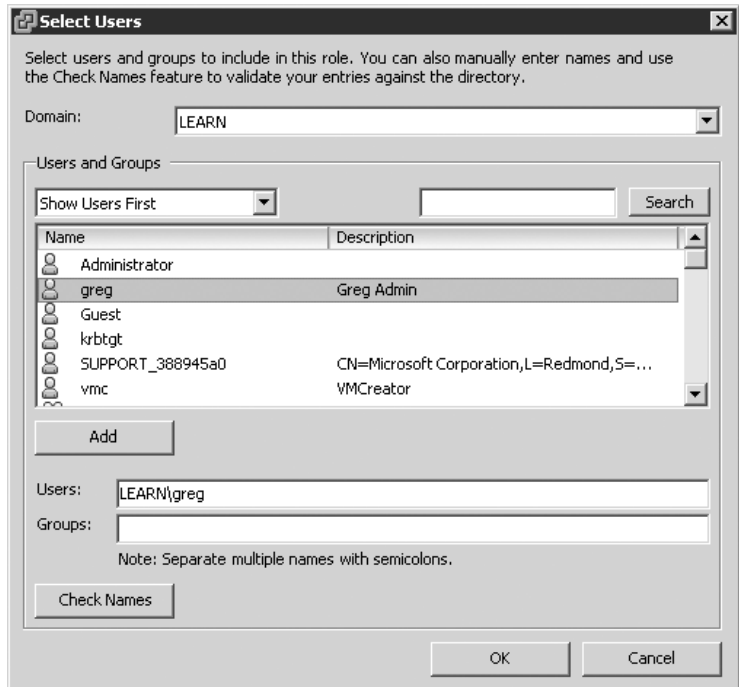 Select Users
Select users and groups to include in this role. You can also manually enter names and use
the Check Names feature to validate your entries against the directory.
Domain: LEARN
Users and Groups
Show Users First Search
Name Description
Administrator
greg Greg Admin
Guest
krbtgt
SUPPORT_388945a0 CN=Microsoft Corporation,L=Redmond,S=...
vmc VMCreator
Add
Users: LEARN\greg
Groups:
Note: Separate multiple names with semicolons.
Check Names
OK Cancel